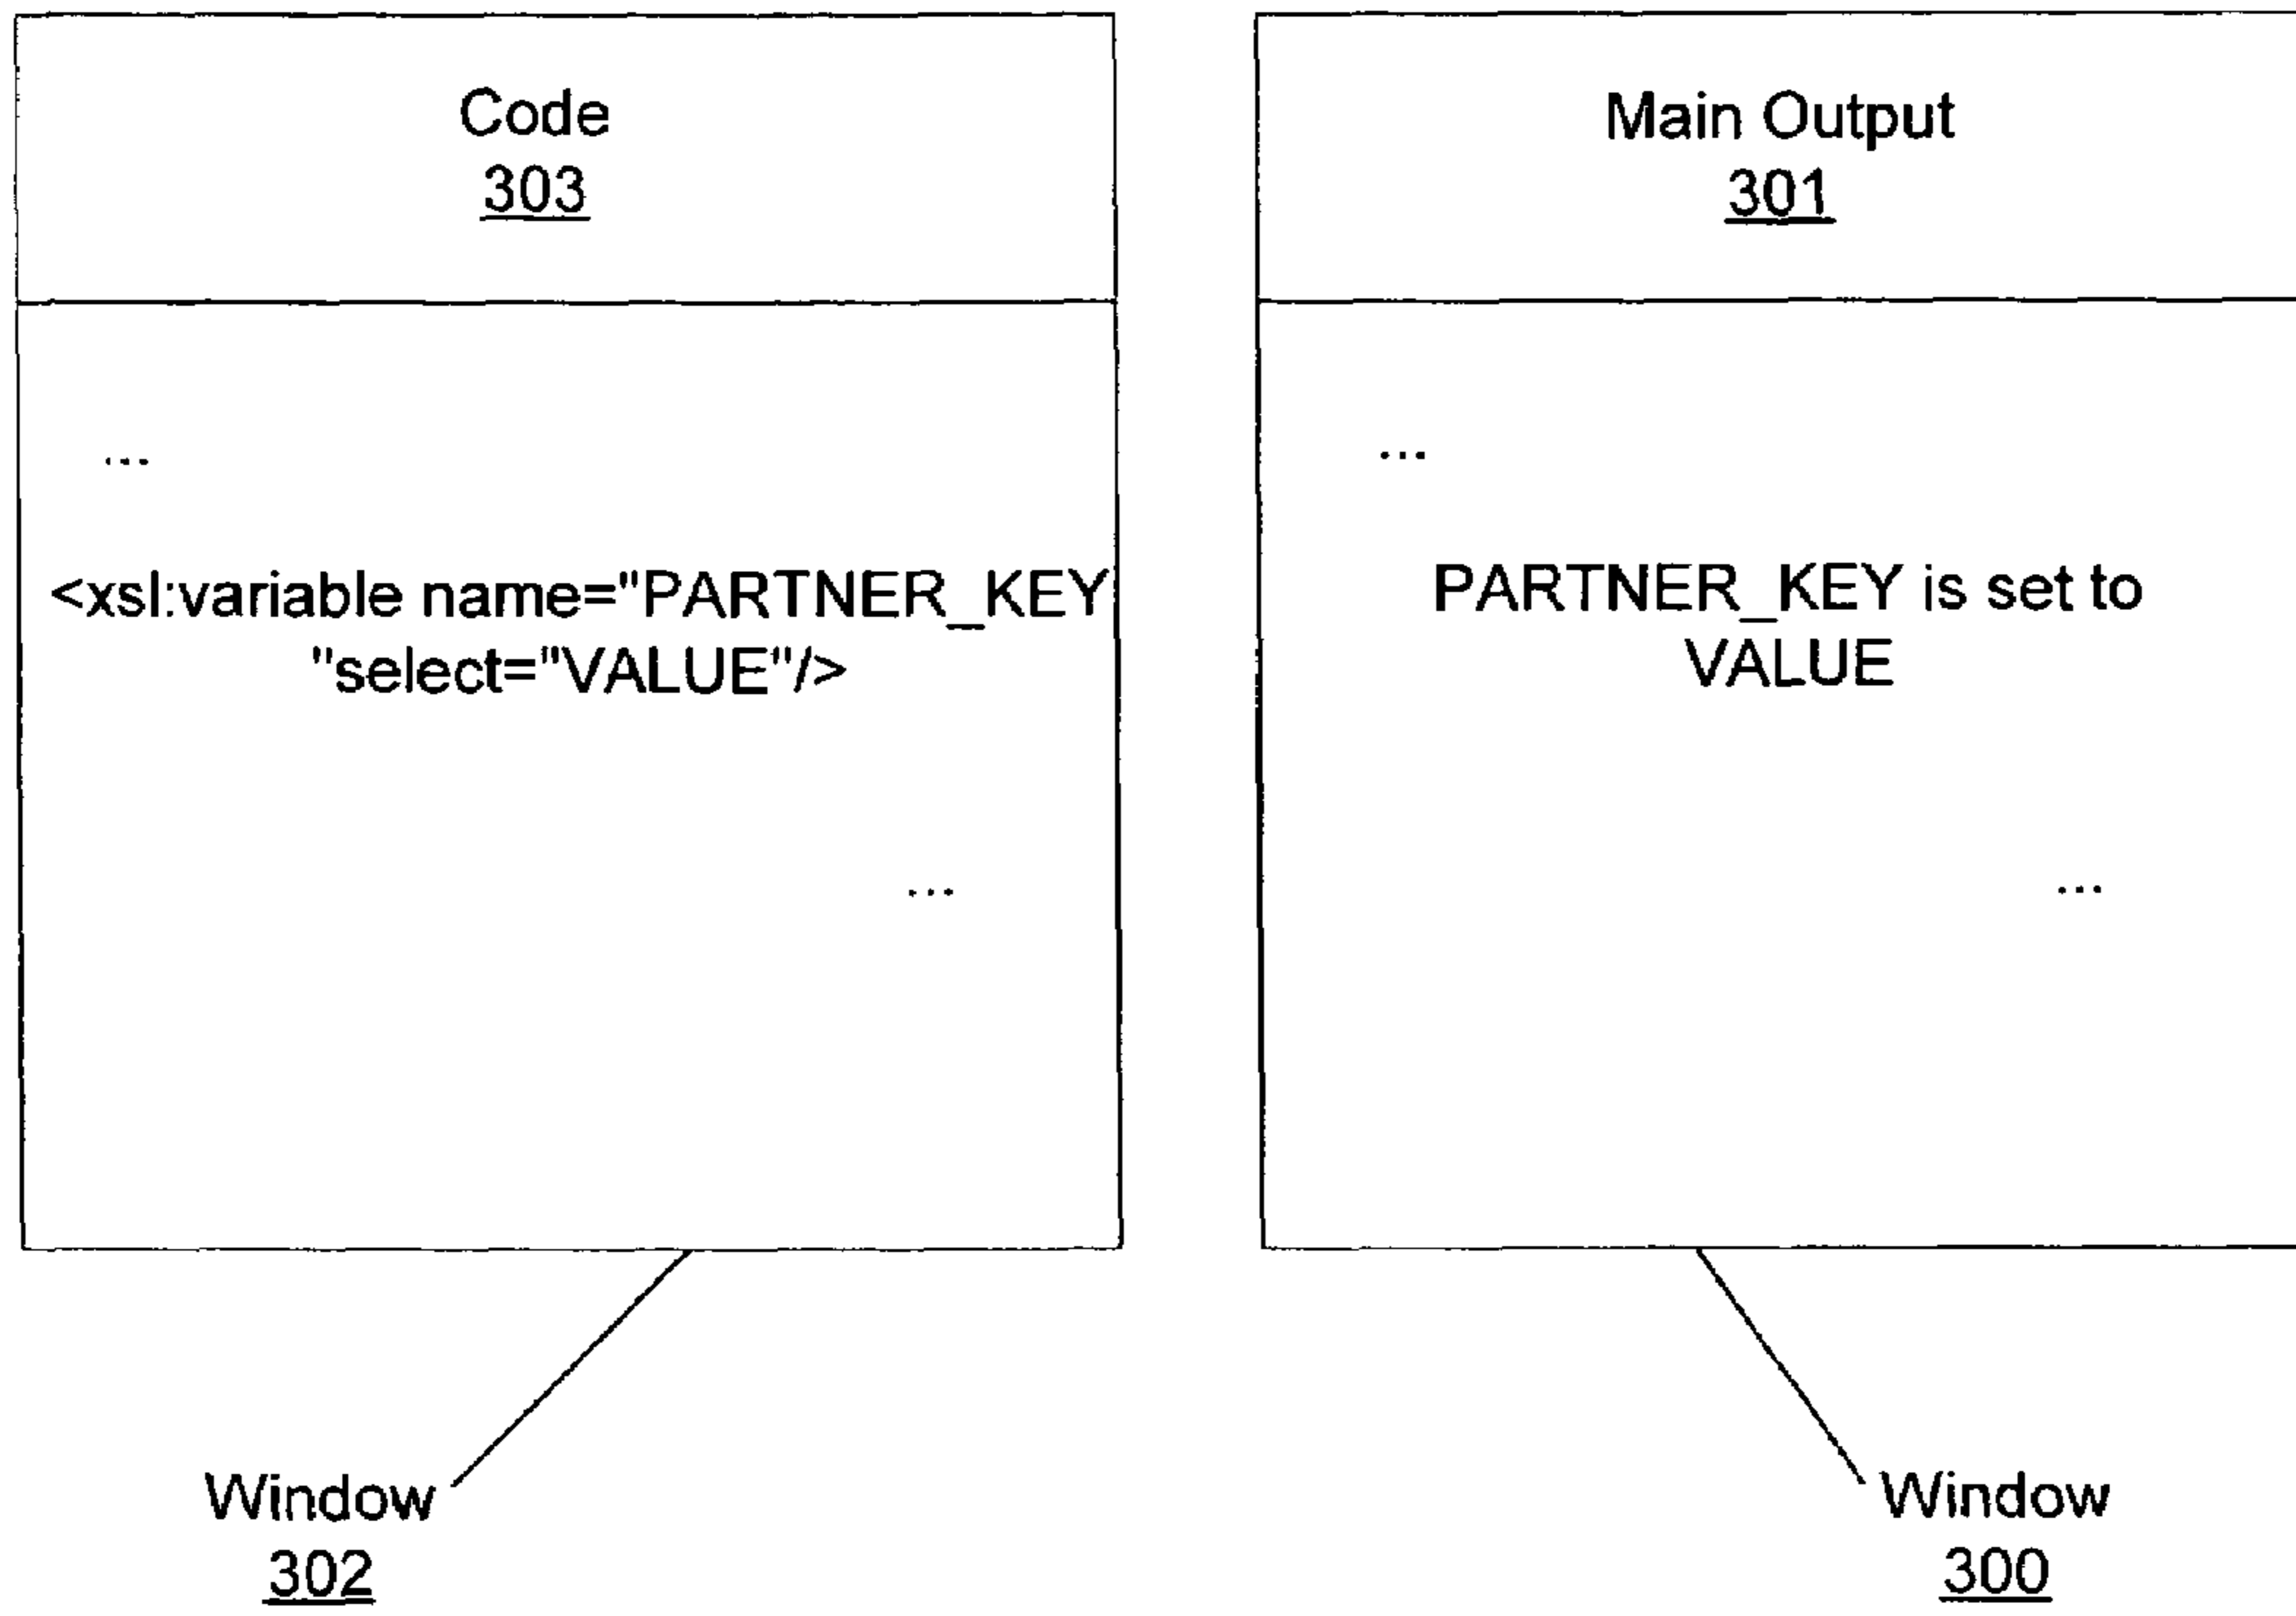 Code
303
...
<xsl:variable name="PARTNER_KEY
"select="VALUE"/>
...
Window
302
Main Output
301
...
PARTNER_KEY is set to
VALUE
...
Window
300